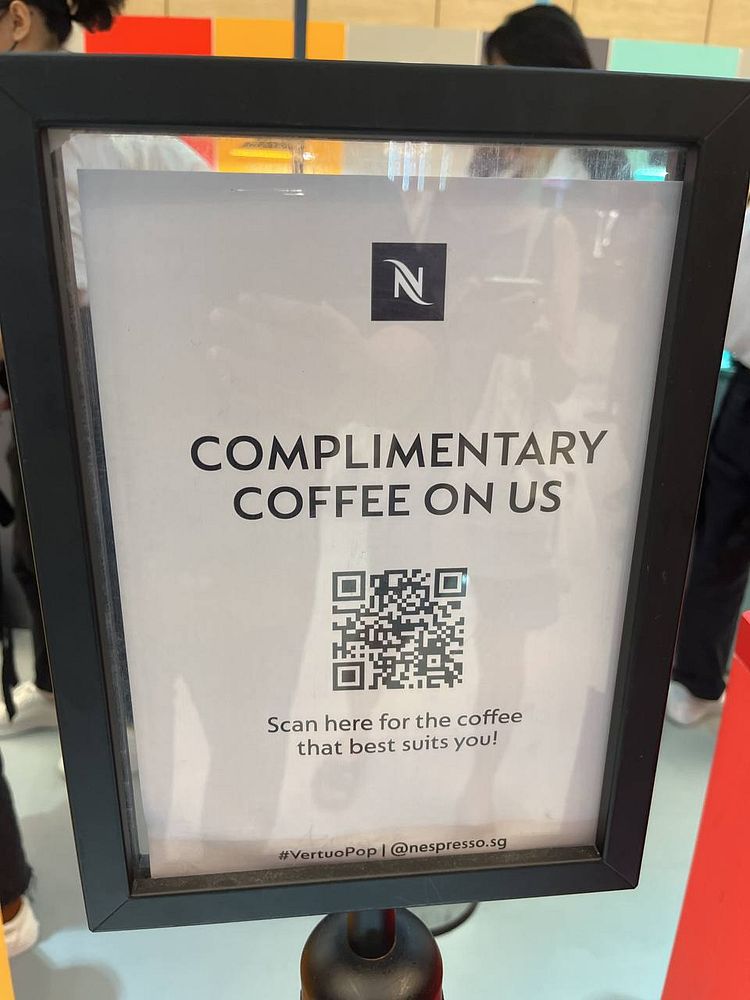 N
COMPLIMENTARY
COFFEE ON US
Scan here for the coffee
that best suits you!
#VertuoPop | @nespresso.sg